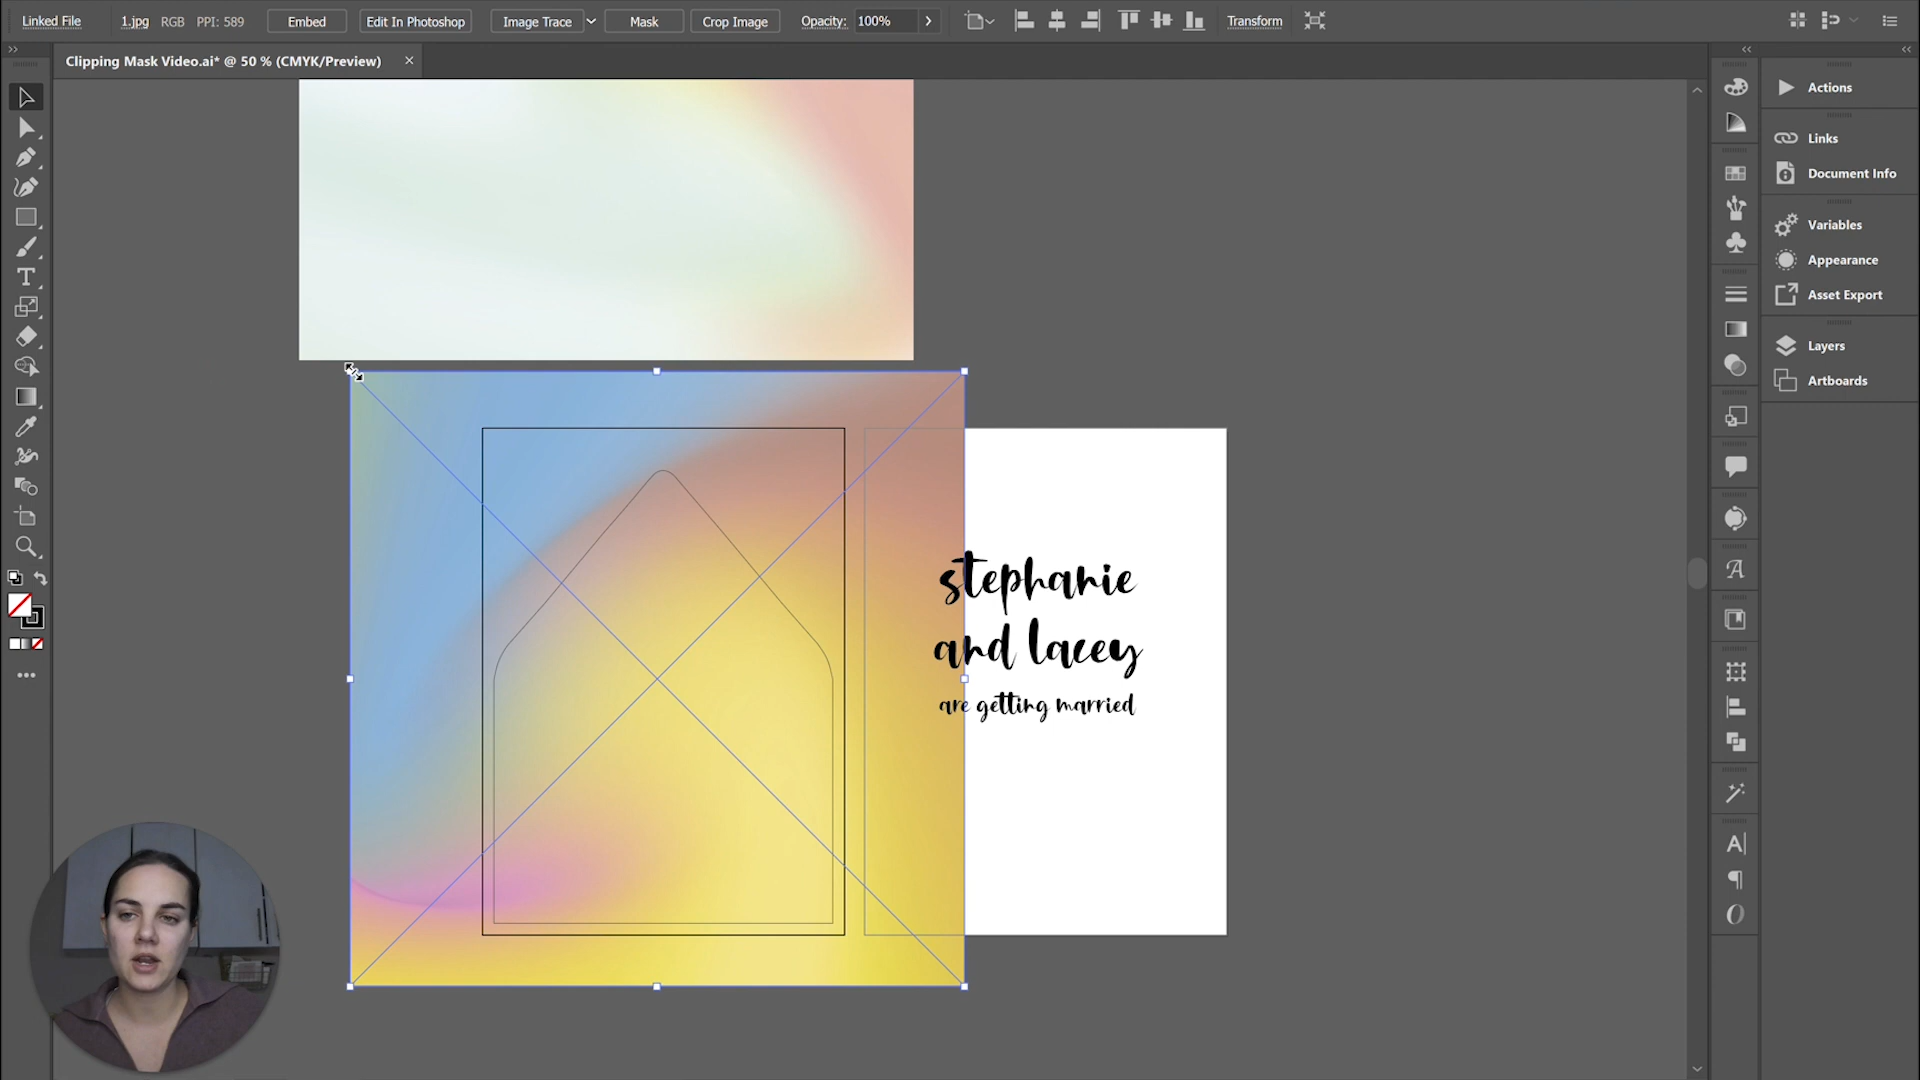 Linked File
1.jpg
RGB
PPI: 589
Embed
Edit In Photoshop
Image Trace
Mask
Crop Image
Opacity:
100%
Transform
Clipping Mask Video.ai* @ 50 % (CMYK/Preview)
Actions
Links
Document Info
Variables
Appearance
Asset Export
Layers
Artboards
stephanie
and lacey
are getting married